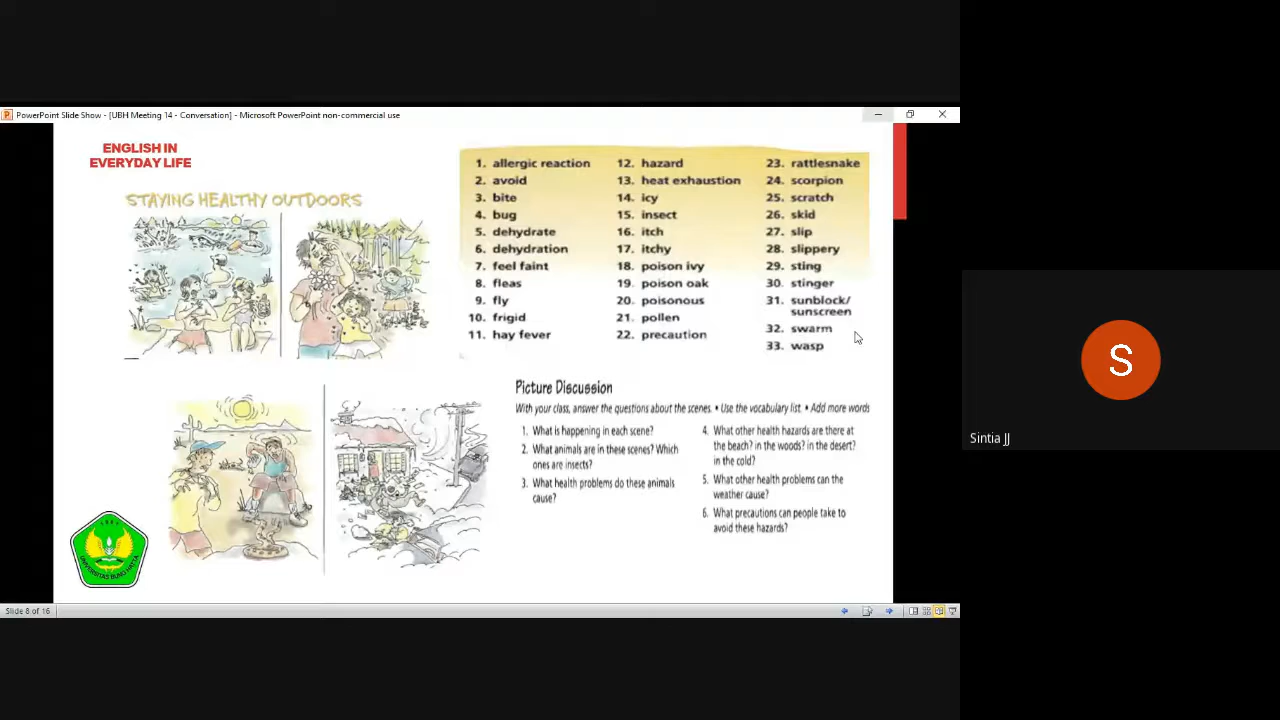 PowerPoint Slide Show - [UBH Meeting 14 - Conversation] - Microsoft PowerPoint non-commercial use
ENGLISH IN
EVERYDAY LIFE
STAYING HEALTHY OUTDOORS
1. allergic reaction
2. avoid
3. bite
4. bug
5. dehydrate
6. dehydration
7. feel faint
8. fleas
9. fly
10. frigid
11. hay fever
12. hazard
13. heat exhaustion
14. icy
15. insect
16. itch
17. itchy
18. poison ivy
19. poison oak
20. poisonous
21. pollen
22. precaution
23. rattlesnake
24. scorpion
25. scratch
26. skid
27. slip
28. slippery
29. sting
30. stinger
31. sunblock/
sunscreen
32. swarm
33. wasp
Picture Discussion
With your class, answer the questions about the scenes. • Use the vocabulary list. • Add more words
1. What is happening in each scene?
2. What animals are in these scenes? Which
ones are insects?
3. What health problems do these animals
cause?
4. What other health hazards are there at
the beach? in the woods? in the desert?
in the cold?
5. What other health problems can the
weather cause?
6. What precautions can people take to
avoid these hazards?
UNIVERSITAS BUNG HATTA
Slide 8 of 16
S
Sintia JJ